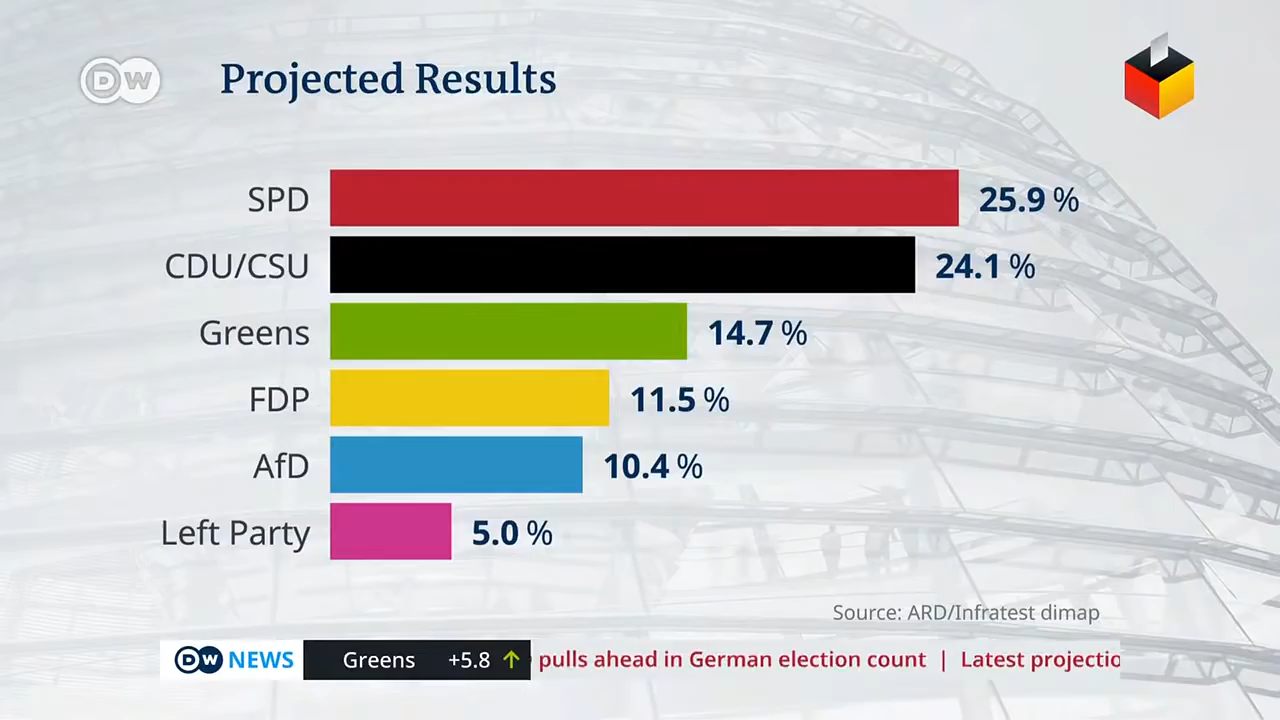 DW
Projected Results
SPD 25.9 %
CDU/CSU 24.1 %
Greens 14.7 %
FDP 11.5 %
AfD 10.4 %
Left Party 5.0 %
Source: ARD/Infratest dimap
DW NEWS Greens +5.8 ↑ pulls ahead in German election count | Latest projectio